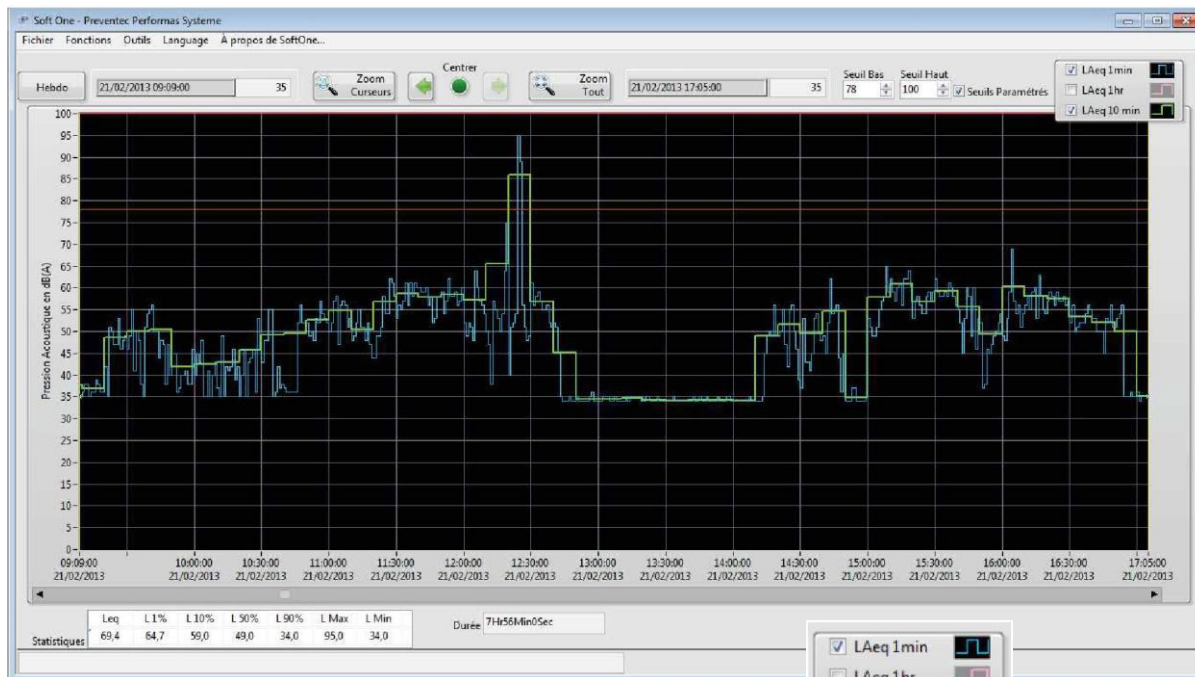 Soft One - Preventec Performas Systeme
Fichier Fonctions Outils Language À propos de SoftOne...
Hebdo 21/02/2013 09:09:00 35 Zoom Curseurs Centrer Zoom Tout 21/02/2013 17:05:00 35
Seuil Bas Seuil Haut
78 100 Seuils Paramétrés
LAeq 1min
LAeq 1hr
LAeq 10 min
Pression Acoustique en dB(A)
100
95
90
85
80
75
70
65
60
55
50
45
40
35
30
25
20
15
10
5
0
09:09:00 10:00:00 10:30:00 11:00:00 11:30:00 12:00:00 12:30:00 13:00:00 13:30:00 14:00:00 14:30:00 15:00:00 15:30:00 16:00:00 16:30:00 17:05:00
21/02/2013 21/02/2013 21/02/2013 21/02/2013 21/02/2013 21/02/2013 21/02/2013 21/02/2013 21/02/2013 21/02/2013 21/02/2013 21/02/2013 21/02/2013 21/02/2013 21/02/2013 21/02/2013
Leq L 1% L 10% L 50% L 90% L Max L Min
Statistiques 69,4 64,7 59,0 49,0 34,0 95,0 34,0
Durée 7Hr56Min0Sec
LAeq 1min
LAeq 1hr